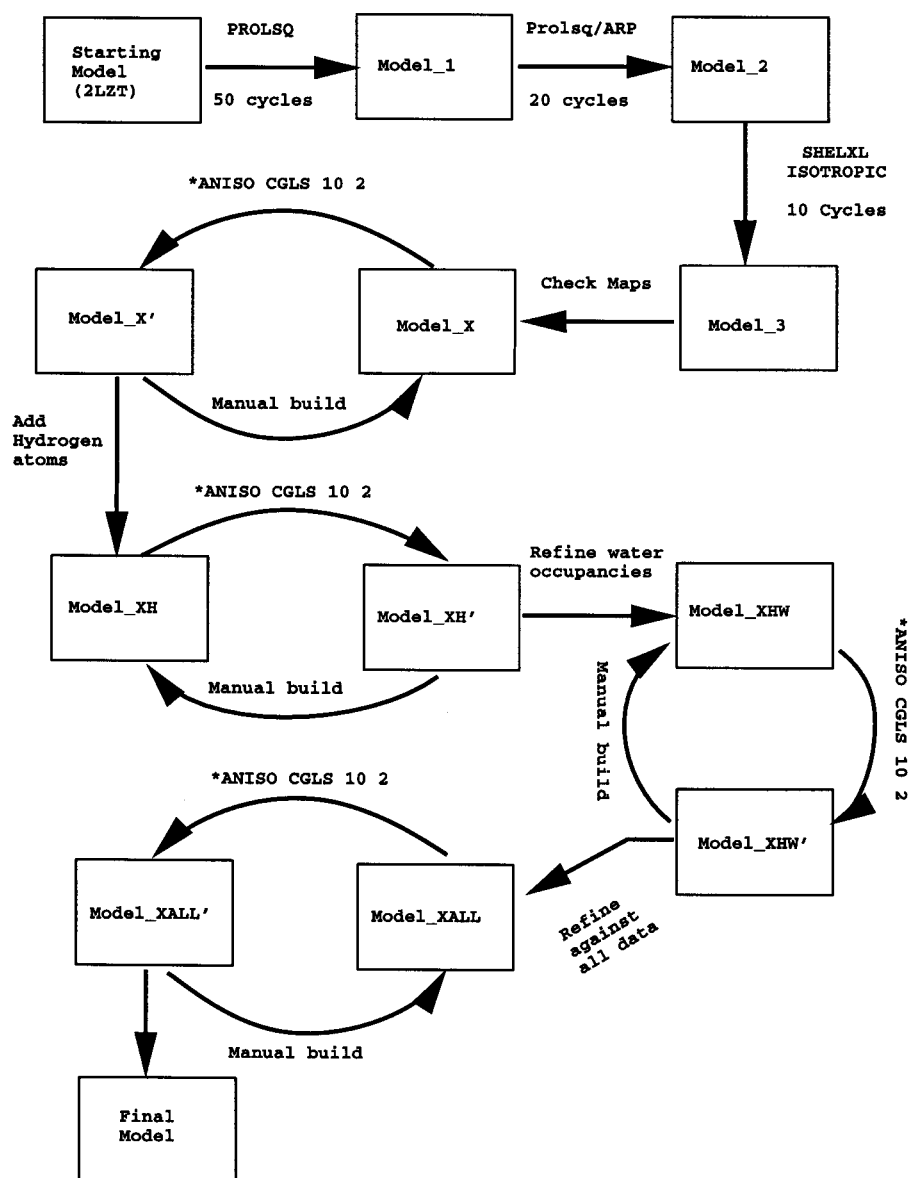 Starting
Model
(2LZT)
PROLSQ
50 cycles
Model_1
Prolsq/ARP
20 cycles
Model_2
SHELXL
ISOTROPIC
10 Cycles
*ANISO CGLS 10 2
Model_X'
Model_X
Check Maps
Model_3
Manual build
Add
Hydrogen
atoms
*ANISO CGLS 10 2
Model_XH
Model_XH'
Refine water
occupancies
Model_XHW
Manual build
Manual build
*ANISO CGLS 10 2
*ANISO CGLS 10 2
Model_XHW'
Model_XALL'
Model_XALL
Refine
against
all data
Manual build
Final
Model